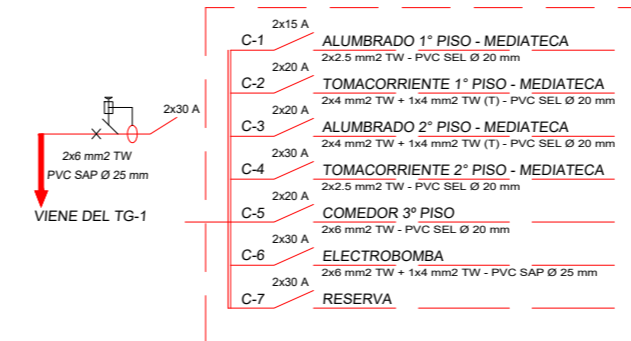 2x15 A
C-1 ALUMBRADO 1° PISO - MEDIATECA
2x2.5 mm2 TW - PVC SEL Ø 20 mm
2x20 A
C-2 TOMACORRIENTE 1° PISO - MEDIATECA
2x4 mm2 TW + 1x4 mm2 TW (T) - PVC SEL Ø 20 mm
2x20 A
C-3 ALUMBRADO 2° PISO - MEDIATECA
2x4 mm2 TW + 1x4 mm2 TW (T) - PVC SEL Ø 20 mm
2x30 A
C-4 TOMACORRIENTE 2° PISO - MEDIATECA
2x2.5 mm2 TW - PVC SEL Ø 20 mm
2x20 A
C-5 COMEDOR 3º PISO
2x6 mm2 TW - PVC SEL Ø 20 mm
2x30 A
C-6 ELECTROBOMBA
2x6 mm2 TW + 1x4 mm2 TW - PVC SAP Ø 25 mm
2x30 A
C-7 RESERVA
2x30 A
2x6 mm2 TW
PVC SAP Ø 25 mm
VIENE DEL TG-1